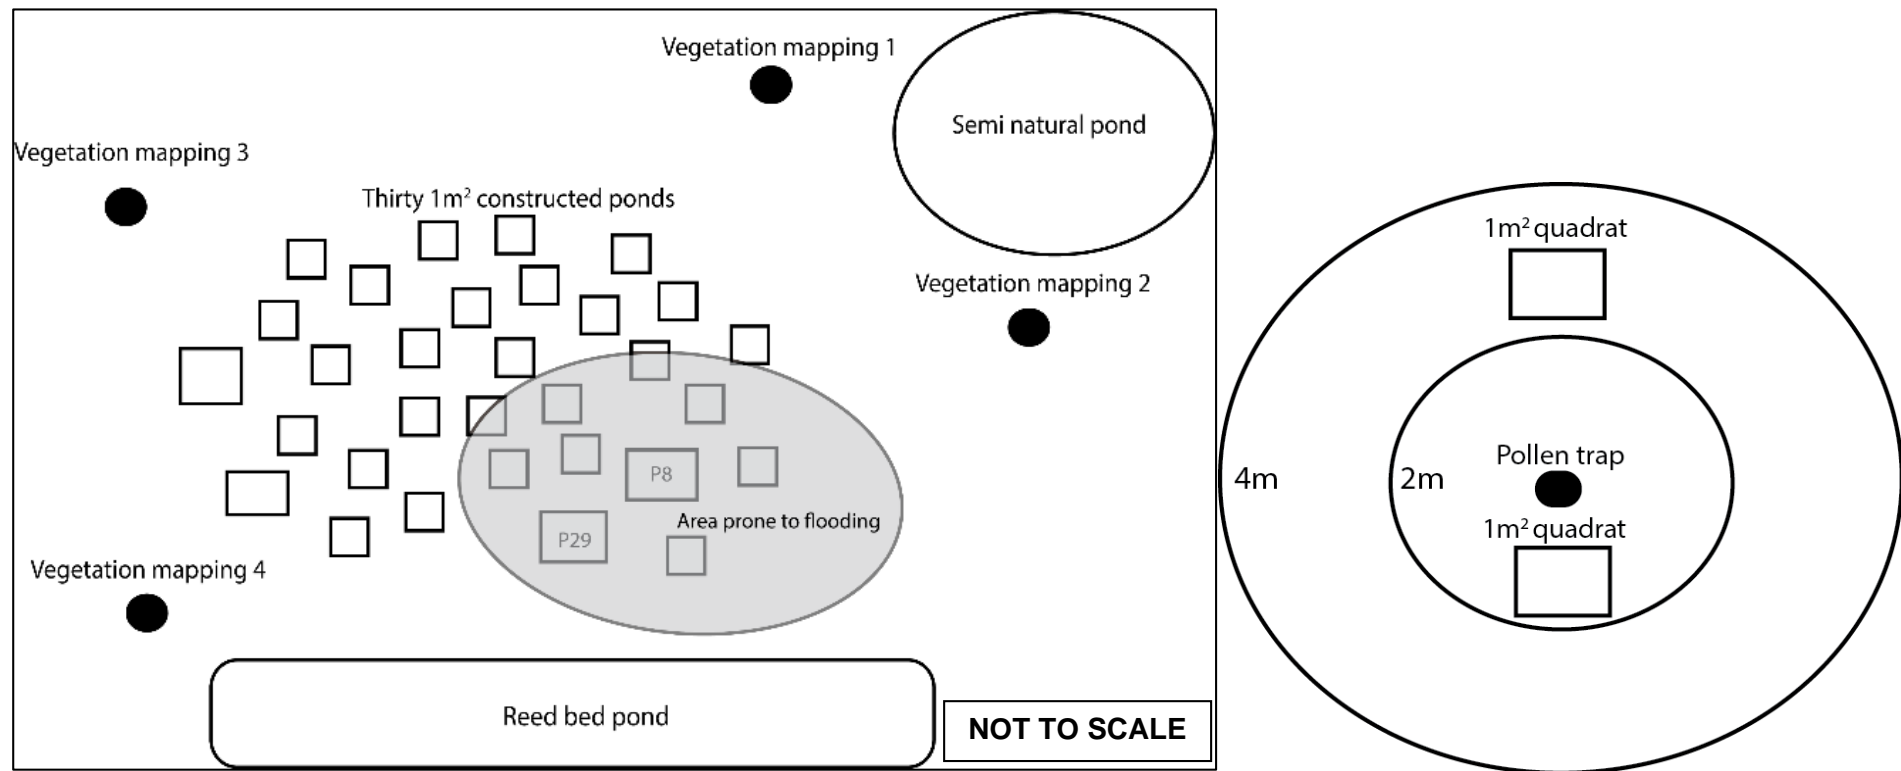 Vegetation mapping 1
Semi natural pond
Vegetation mapping 3
Thirty 1m² constructed ponds
Vegetation mapping 2
P8
Area prone to flooding
P29
Vegetation mapping 4
Reed bed pond
NOT TO SCALE
1m² quadrat
Pollen trap
4m
2m
1m² quadrat